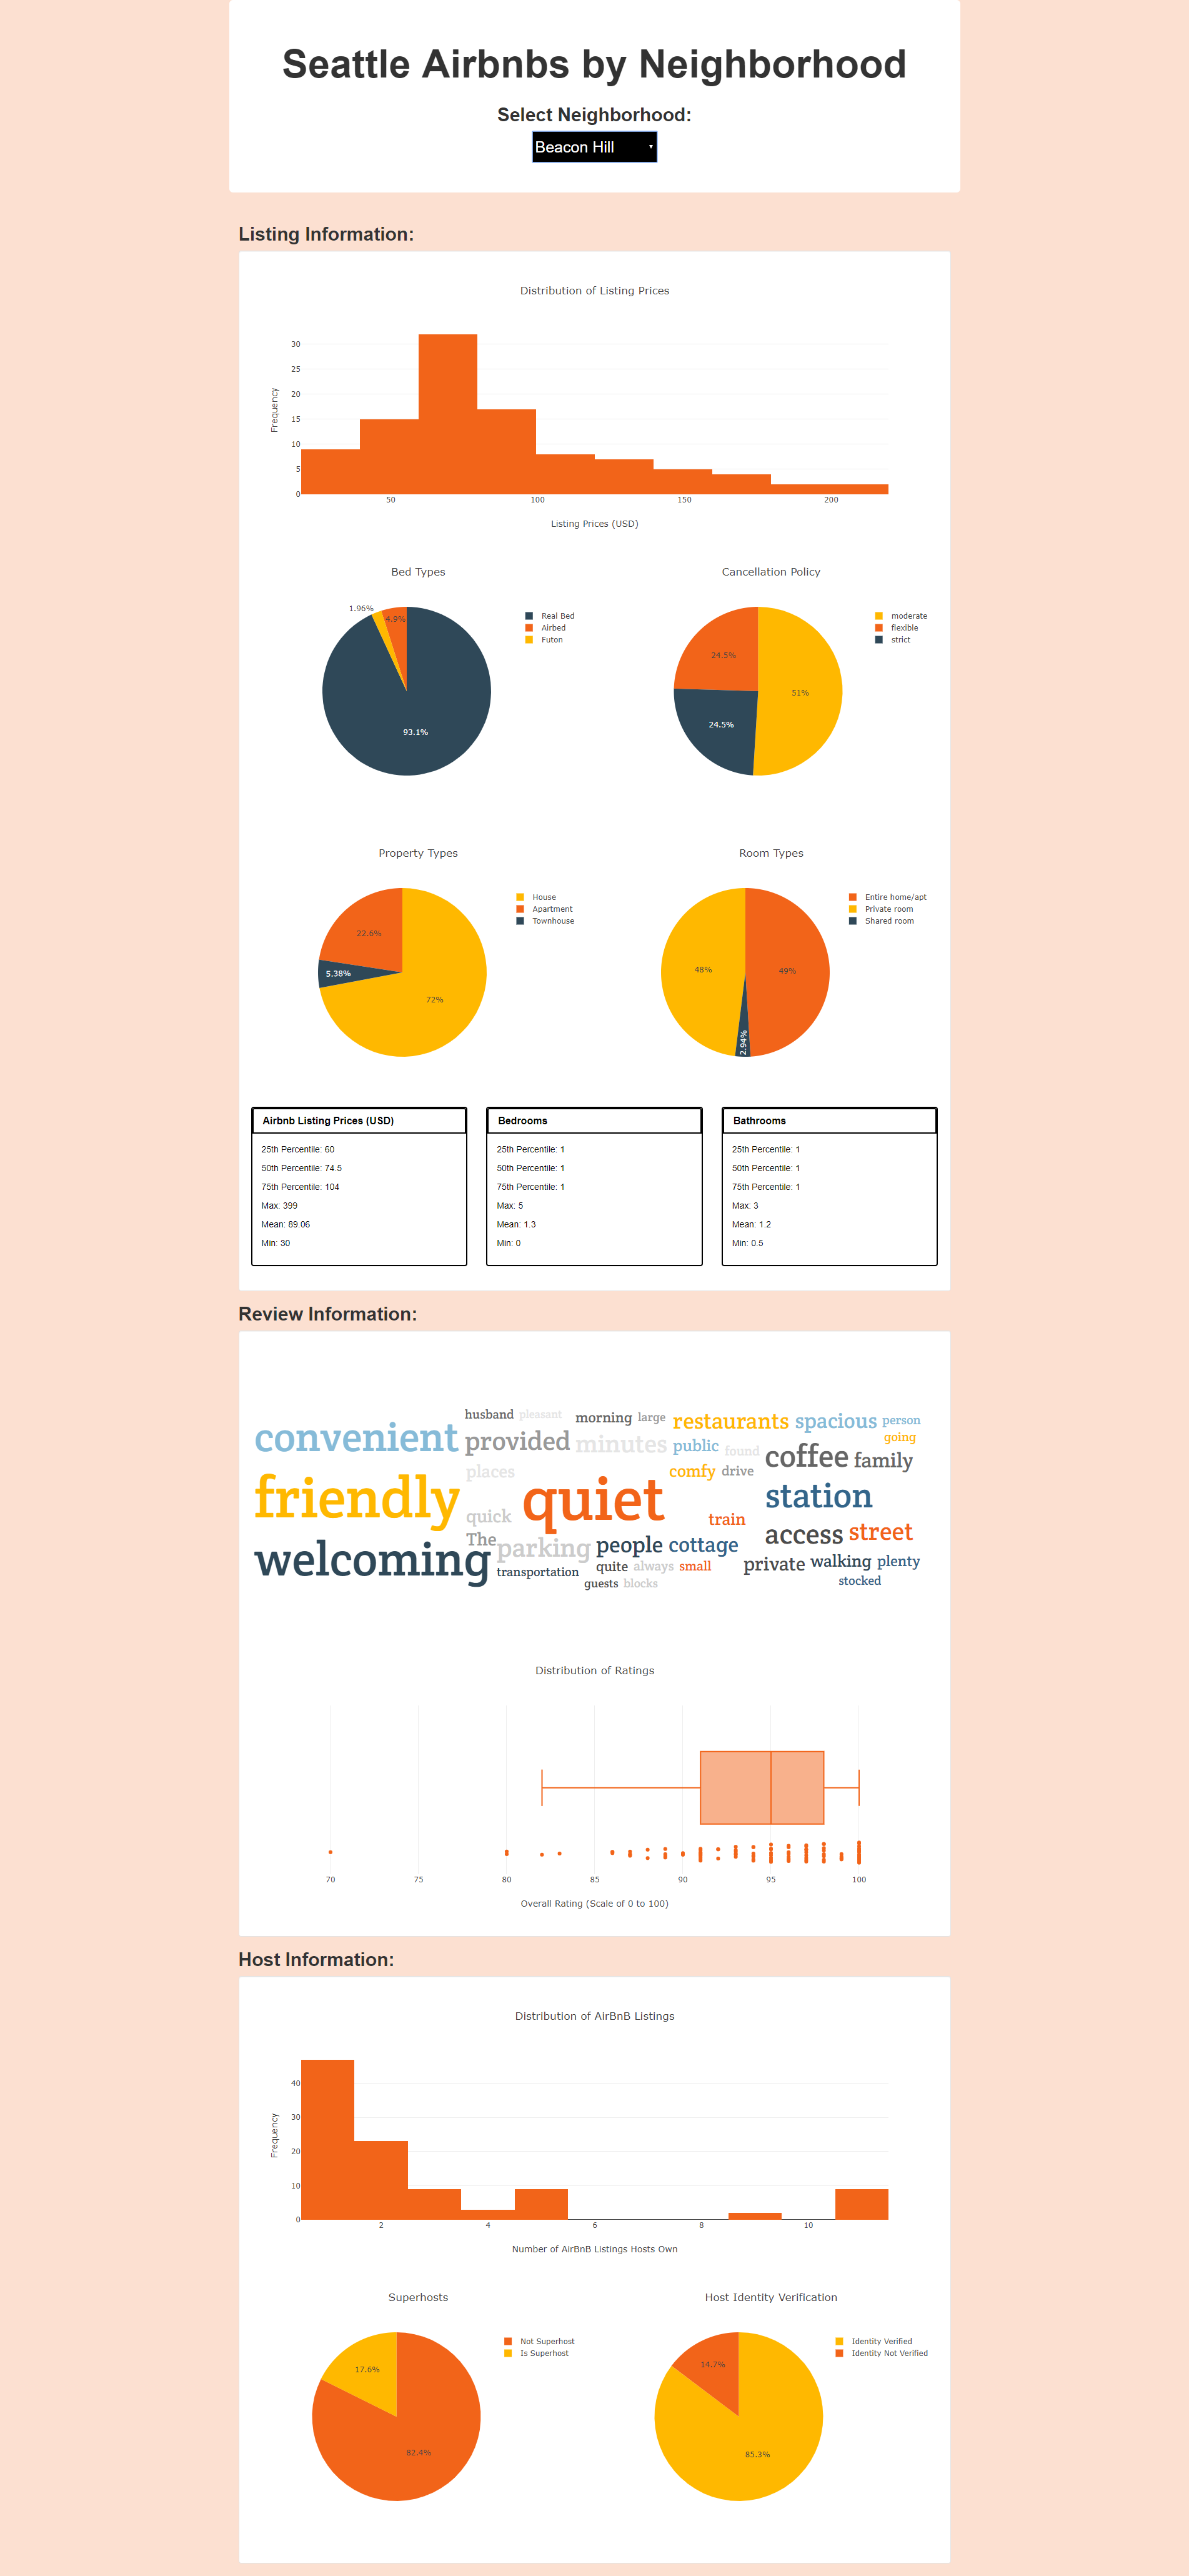 Seattle Airbnbs by Neighborhood
Select Neighborhood:
Beacon Hill
Listing Information:
Distribution of Listing Prices
30
25
20
15
10
5
0
Frequency
50 100 150 200
Listing Prices (USD)
Bed Types
1.96%
4.9%
93.1%
Real Bed
Airbed
Futon
Cancellation Policy
24.5%
51%
24.5%
moderate
flexible
strict
Property Types
22.6%
5.38%
72%
House
Apartment
Townhouse
Room Types
48%
49%
2.94%
Entire home/apt
Private room
Shared room
Airbnb Listing Prices (USD)
25th Percentile: 60
50th Percentile: 74.5
75th Percentile: 104
Max: 399
Mean: 89.06
Min: 30
Bedrooms
25th Percentile: 1
50th Percentile: 1
75th Percentile: 1
Max: 5
Mean: 1.3
Min: 0
Bathrooms
25th Percentile: 1
50th Percentile: 1
75th Percentile: 1
Max: 3
Mean: 1.2
Min: 0.5
Review Information:
husband pleasant morning large restaurants spacious person
convenient provided minutes public found coffee family going
places comfy drive
friendly quiet station
quick train
The access street
welcoming parking people cottage
transportation quite always small private walking plenty
guests blocks stocked
Distribution of Ratings
70 75 80 85 90 95 100
Overall Rating (Scale of 0 to 100)
Host Information:
Distribution of AirBnB Listings
40
30
20
10
0
Frequency
2 4 6 8 10
Number of AirBnB Listings Hosts Own
Superhosts
17.6%
82.4%
Not Superhost
Is Superhost
Host Identity Verification
14.7%
85.3%
Identity Verified
Identity Not Verified